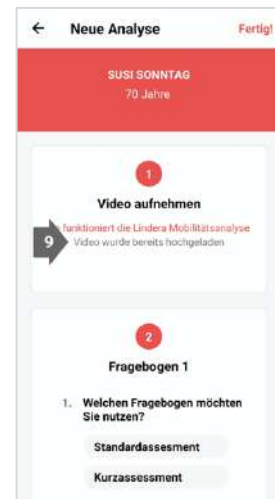 ← Neue Analyse Fertig!
SUSI SONNTAG
70 Jahre
1
Video aufnehmen
funktioniert die Lindera Mobilitätsanalyse
9 Video wurde bereits hochgeladen
2
Fragebogen 1
1. Welchen Fragebogen möchten
Sie nutzen?
Standardassesment
Kurzassessment